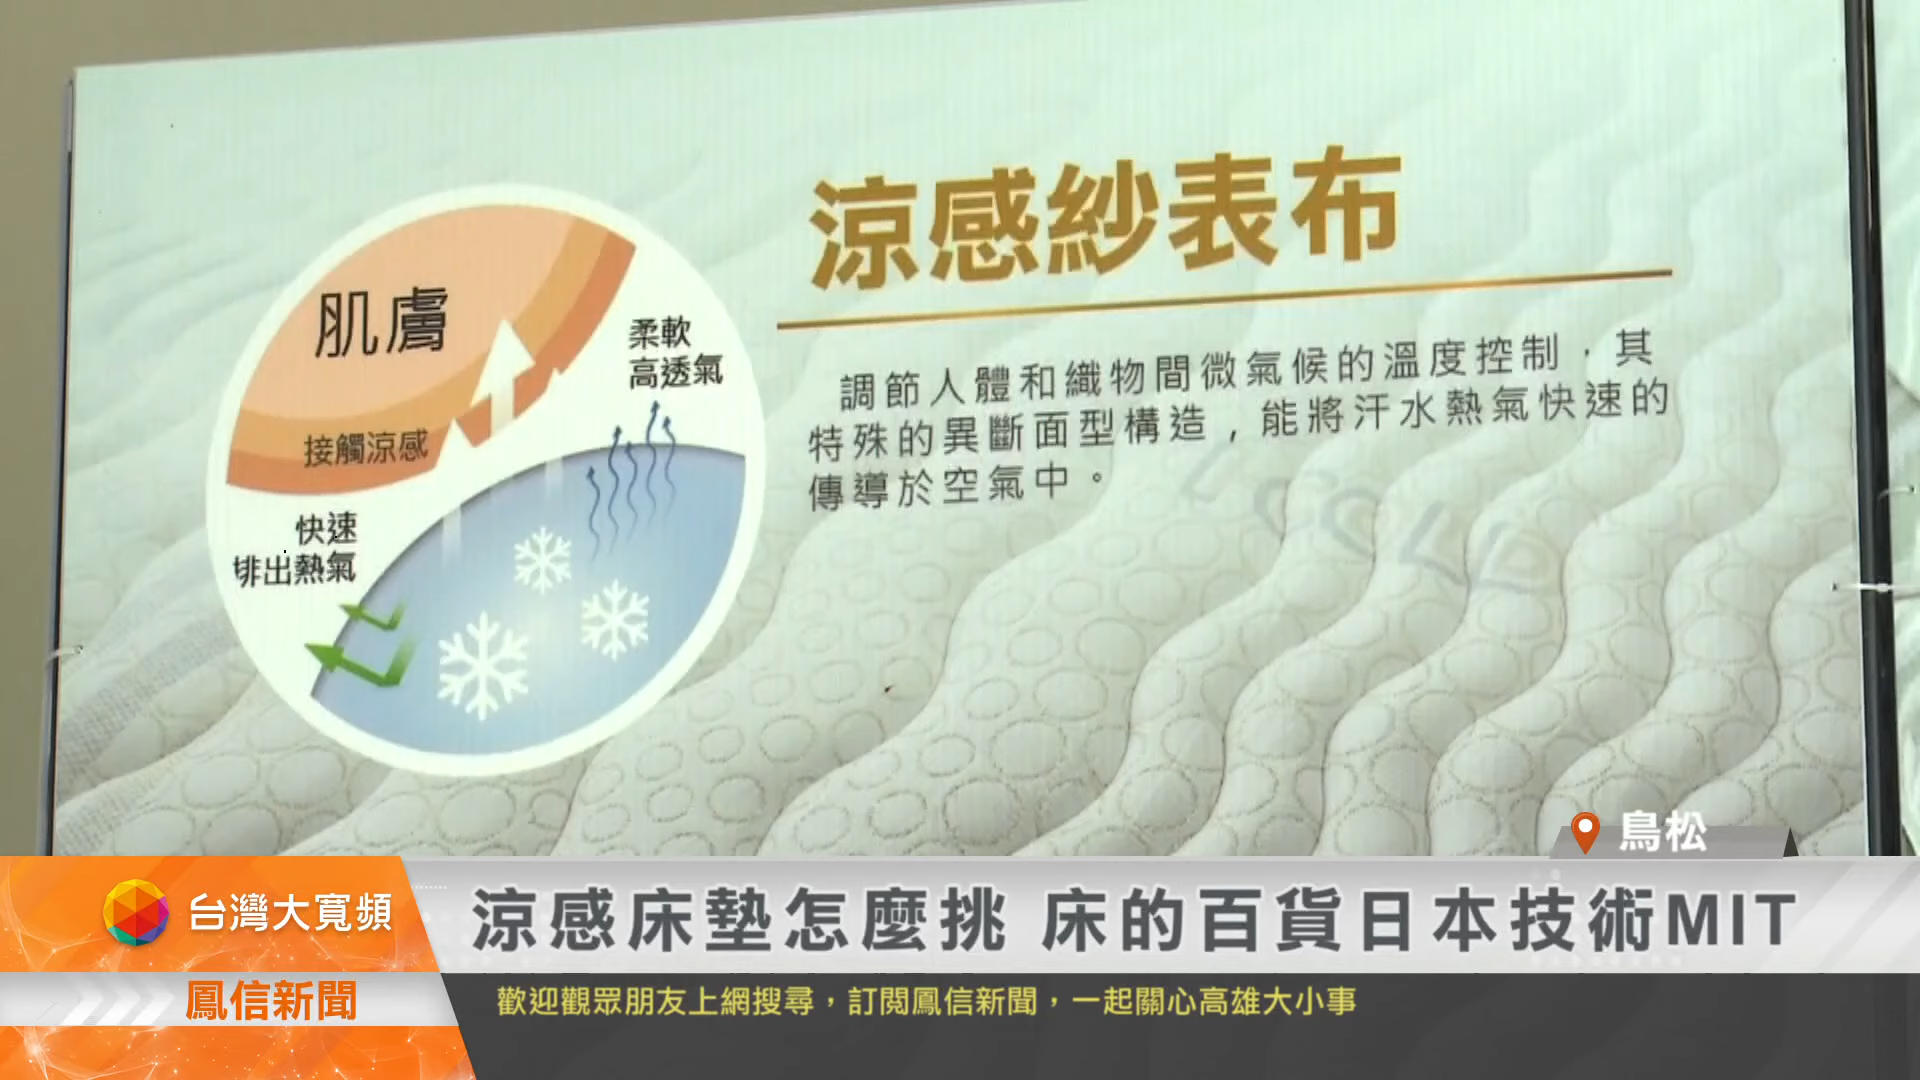 涼感紗表布
肌膚
柔軟
高透氣
接觸涼感
快速
排出熱氣
調節人體和織物間微氣候的溫度控制，其
特殊的異斷面型構造，能將汗水熱氣快速的
傳導於空氣中。
鳥松
台灣大寬頻
涼感床墊怎麼挑 床的百貨日本技術MIT
鳳信新聞
歡迎觀眾朋友上網搜尋，訂閱鳳信新聞，一起關心高雄大小事